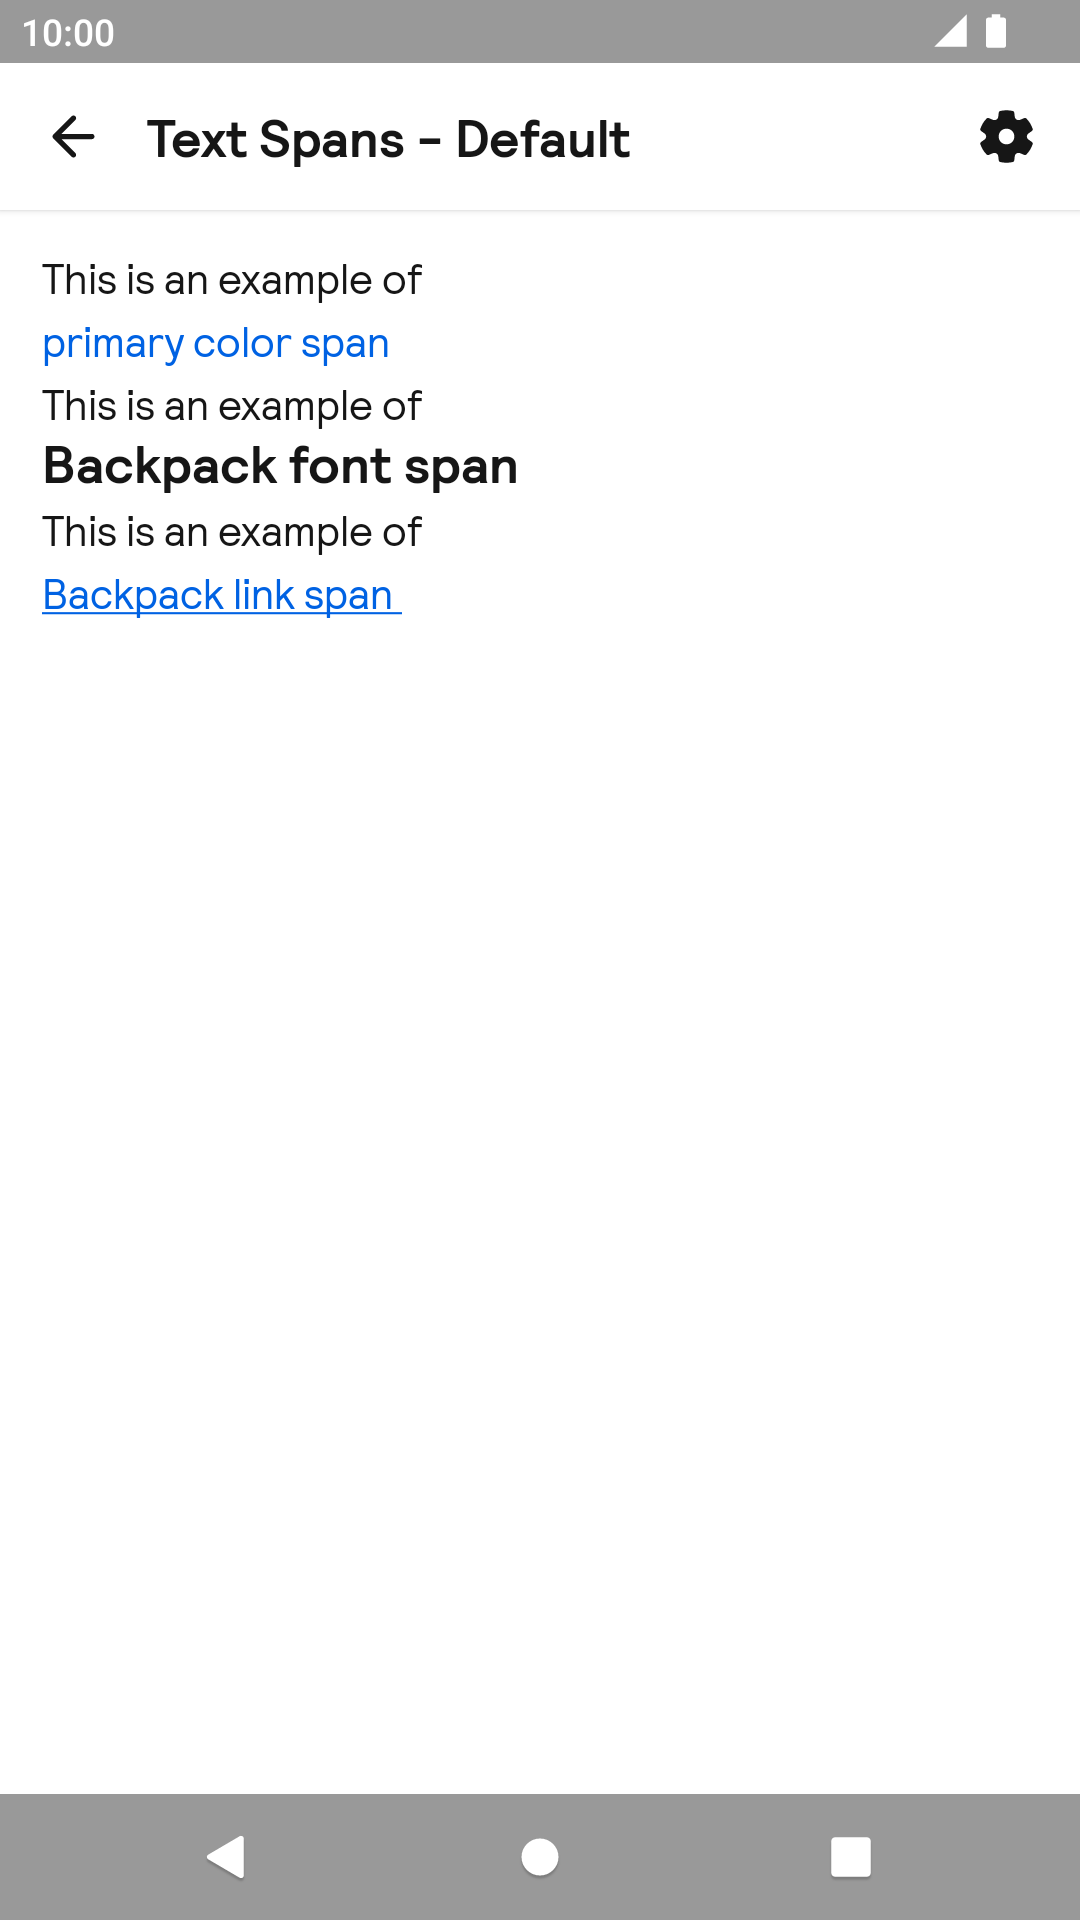 10:00
Text Spans - Default
This is an example of
primary color span
This is an example of
Backpack font span
This is an example of
Backpack link span